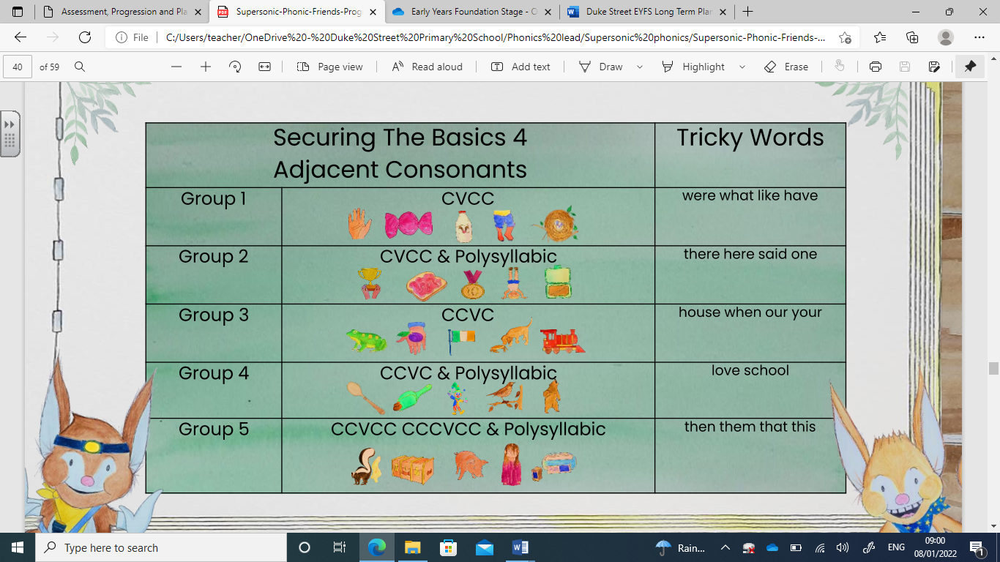 Assessment, Progression and Pla
Supersonic-Phonic-Friends-Prog
Early Years Foundation Stage - O
Duke Street EYFS Long Term Plan
File
C:/Users/teacher/OneDrive%20-%20Duke%20Street%20Primary%20School/Phonics%20lead/Supersonic%20phonics/Supersonic-Phonic-Friends-...
40 of 59
Page view
Read aloud
Add text
Draw
Highlight
Erase
Securing The Basics 4
Adjacent Consonants
Tricky Words
Group 1
CVCC
were what like have
Group 2
CVCC & Polysyllabic
there here said one
Group 3
CCVC
house when our your
Group 4
CCVC & Polysyllabic
love school
Group 5
CCVCC CCCVCC & Polysyllabic
then them that this
Type here to search
Rain...
ENG
09:00
08/01/2022
1